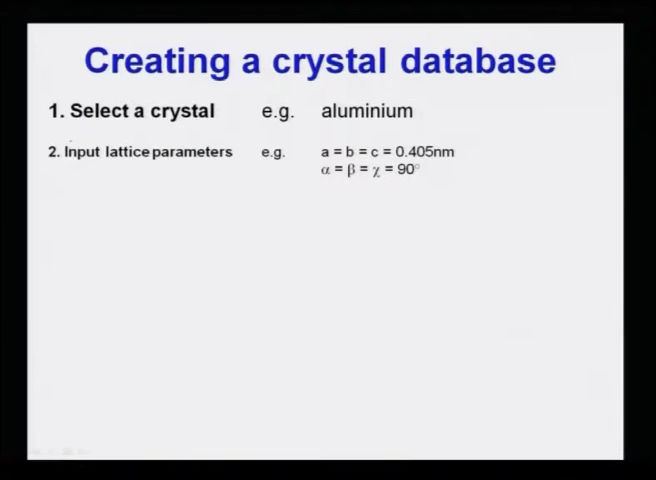 Creating a crystal database
1. Select a crystal e.g. aluminium
2. Input lattice parameters e.g. a = b = c = 0.405nm
α = β = χ = 90°